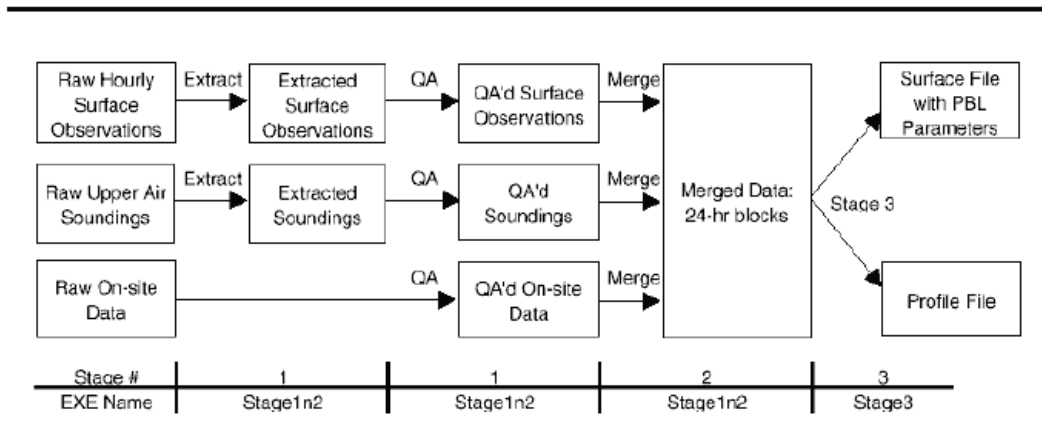 Raw Hourly
Surface
Observations
Extract
Extracted
Surface
Observations
QA
QA'd Surface
Observations
Merge
Surface File
with PBL
Parameters
Raw Upper Air
Soundings
Extract
Extracted
Soundings
QA
QA'd
Soundings
Merge
Merged Data:
24-hr blocks
Stage 3
Raw On-site
Data
QA
QA'd On-site
Data
Merge
Profile File
Stage # 1 1 2 3
EXE Name Stage1n2 Stage1n2 Stage1n2 Stage3